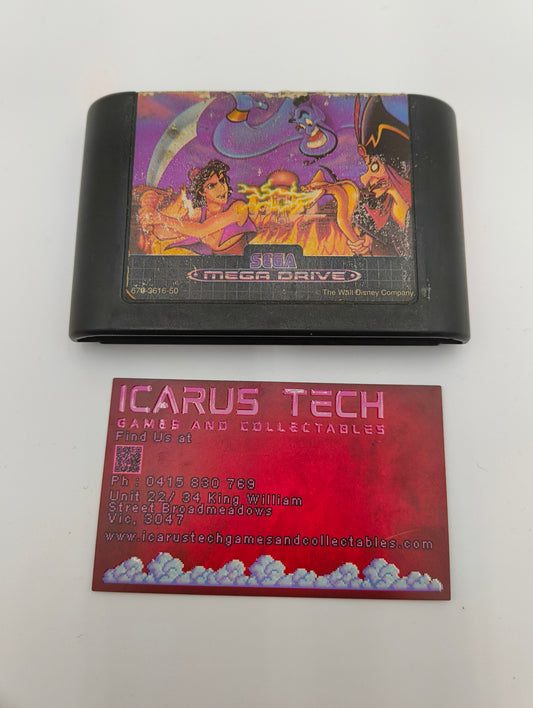 SEGA
MEGA DRIVE
670-3616-50
© The Walt Disney Company
ICARUS TECH
GAMES AND COLLECTABLES
Find Us at
Ph : 0415 830 769
Unit 22/ 34 King William
Street Broadmeadows
Vic, 3047
www.icarustechgamesandcollectables.com